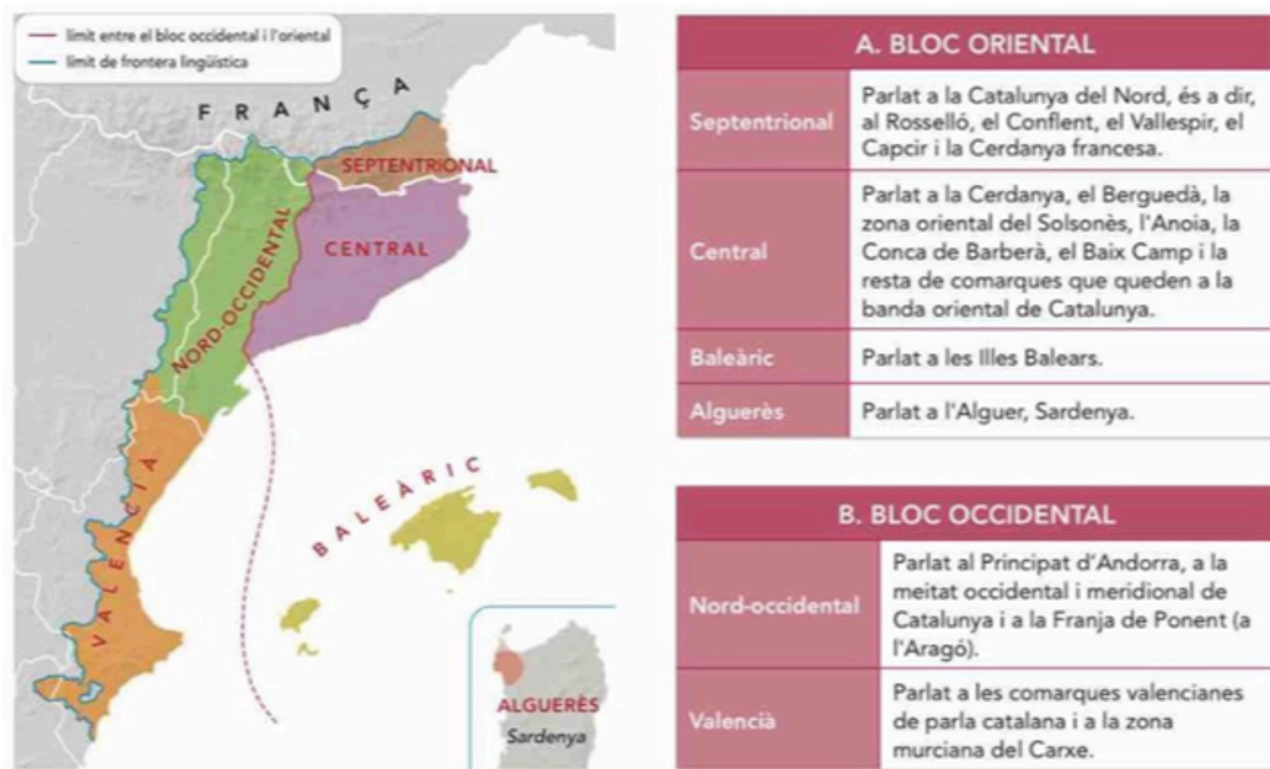 límit entre el bloc occidental i l'oriental
límit de frontera lingüística
FRANÇA
SEPTENTRIONAL
CENTRAL
NORD-OCCIDENTAL
VALENCIÀ
BALEÀRIC
ALGUERÈS
Sardenya
A. BLOC ORIENTAL
Septentrional
Parlat a la Catalunya del Nord, és a dir,
al Rosselló, el Conflent, el Vallespir, el
Capcir i la Cerdanya francesa.
Central
Parlat a la Cerdanya, el Berguedà, la
zona oriental del Solsonès, l'Anoia, la
Conca de Barberà, el Baix Camp i la
resta de comarques que queden a la
banda oriental de Catalunya.
Baleàric
Parlat a les Illes Balears.
Alguerès
Parlat a l'Alguer, Sardenya.
B. BLOC OCCIDENTAL
Nord-occidental
Parlat al Principat d'Andorra, a la
meitat occidental i meridional de
Catalunya i a la Franja de Ponent (a
l'Aragó).
Valencià
Parlat a les comarques valencianes
de parla catalana i a la zona
murciana del Carxe.